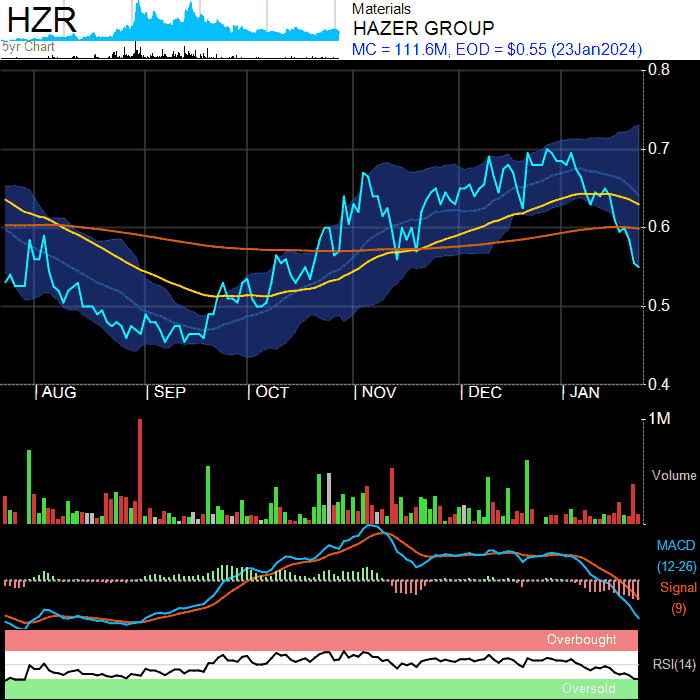 HZR
5yr Chart
Materials
HAZER GROUP
MC = 111.6M, EOD = $0.55 (23Jan2024)
0.8
0.7
0.6
0.5
0.4
AUG SEP OCT NOV DEC JAN
1M
Volume
MACD
(12-26)
Signal
(9)
Overbought
RSI(14)
Oversold